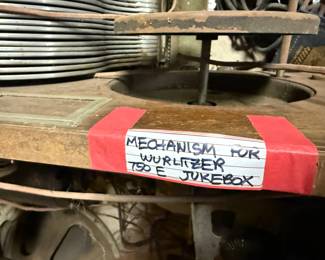 MECHANISM FOR
WURLITZER
750 E JUKEBOX